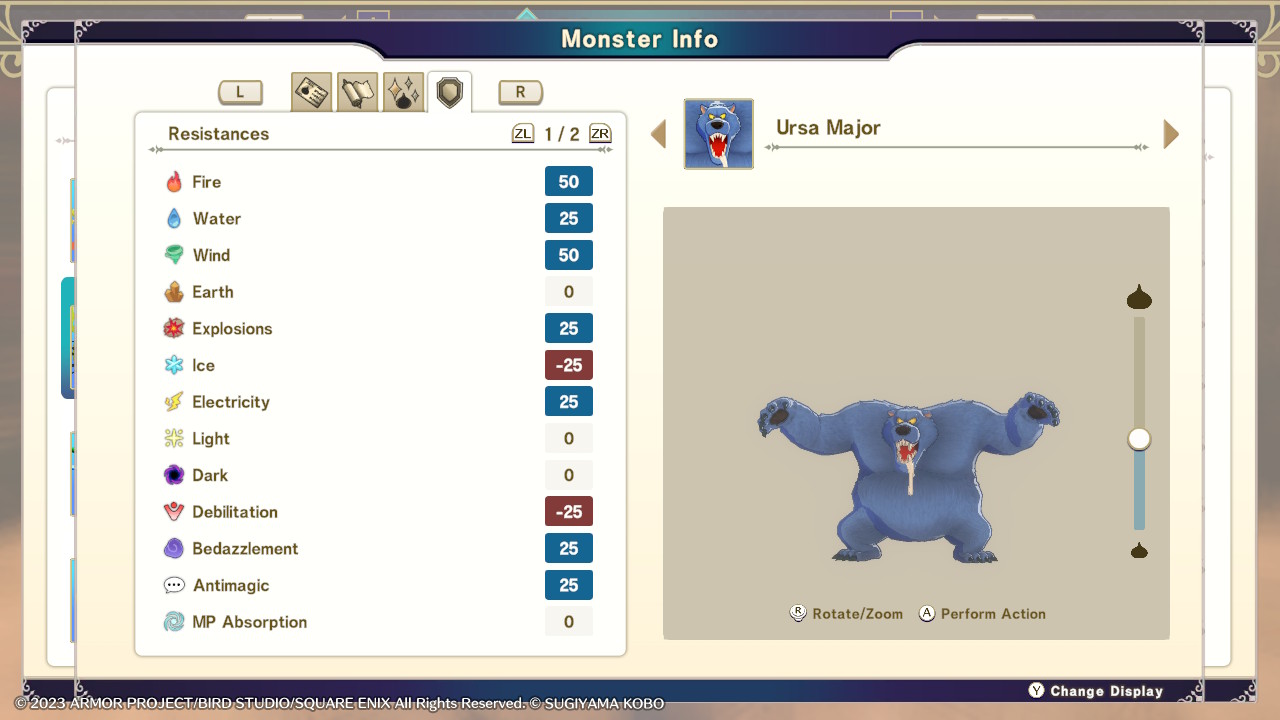 Monster Info
L
R
Resistances
ZL 1 / 2 ZR
Fire 50
Water 25
Wind 50
Earth 0
Explosions 25
Ice -25
Electricity 25
Light 0
Dark 0
Debilitation -25
Bedazzlement 25
Antimagic 25
MP Absorption 0
Ursa Major
R Rotate/Zoom A Perform Action
Y Change Display
© 2023 ARMOR PROJECT/BIRD STUDIO/SQUARE ENIX All Rights Reserved. © SUGIYAMA KOBO